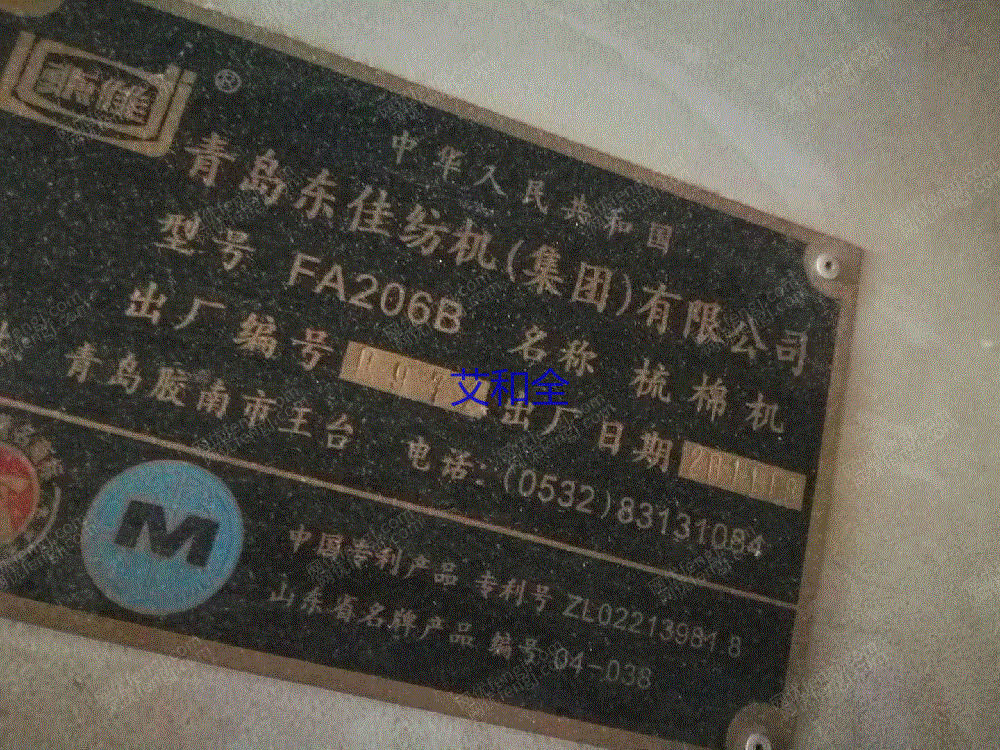 东佳 ®
中华人民共和国
青岛东佳纺机(集团)有限公司
型号 FA206B 名称 梳棉机
出厂编号 出厂日期
艾和全
青岛胶南市王台 电话:(0532)83131084
M
中国专利产品 专利号 ZL02213981.8
山东省名牌产品 编号 04-038